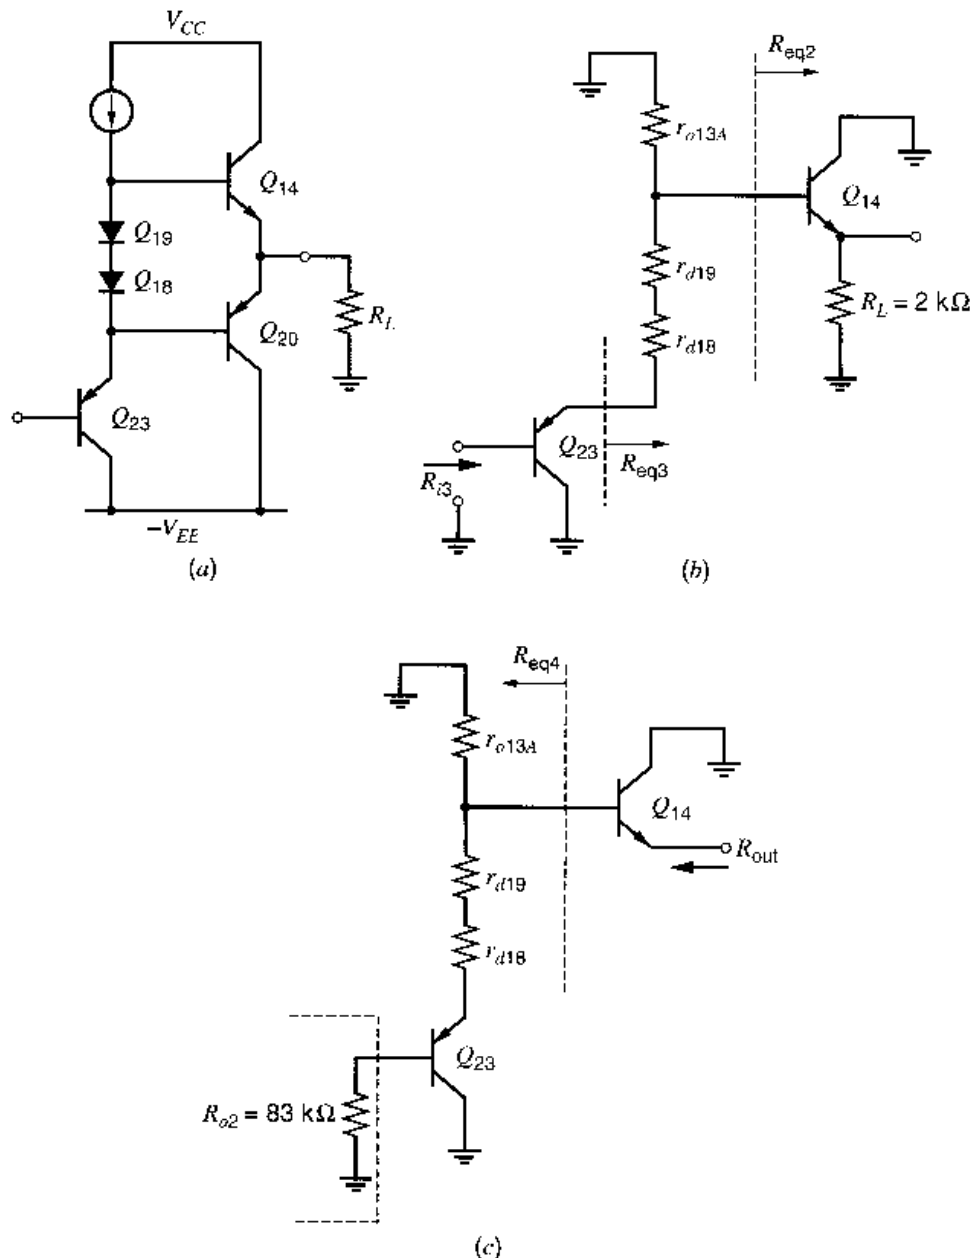 V_CC
Q_14
Q_19
Q_18
Q_20
R_L
Q_23
-V_EE
(a)
R_eq2
r_o13A
Q_14
r_d19
r_d18
R_L = 2 kΩ
Q_23
R_eq3
R_i3
(b)
R_eq4
r_o13A
Q_14
R_out
r_d19
r_d18
Q_23
R_o2 = 83 kΩ
(c)